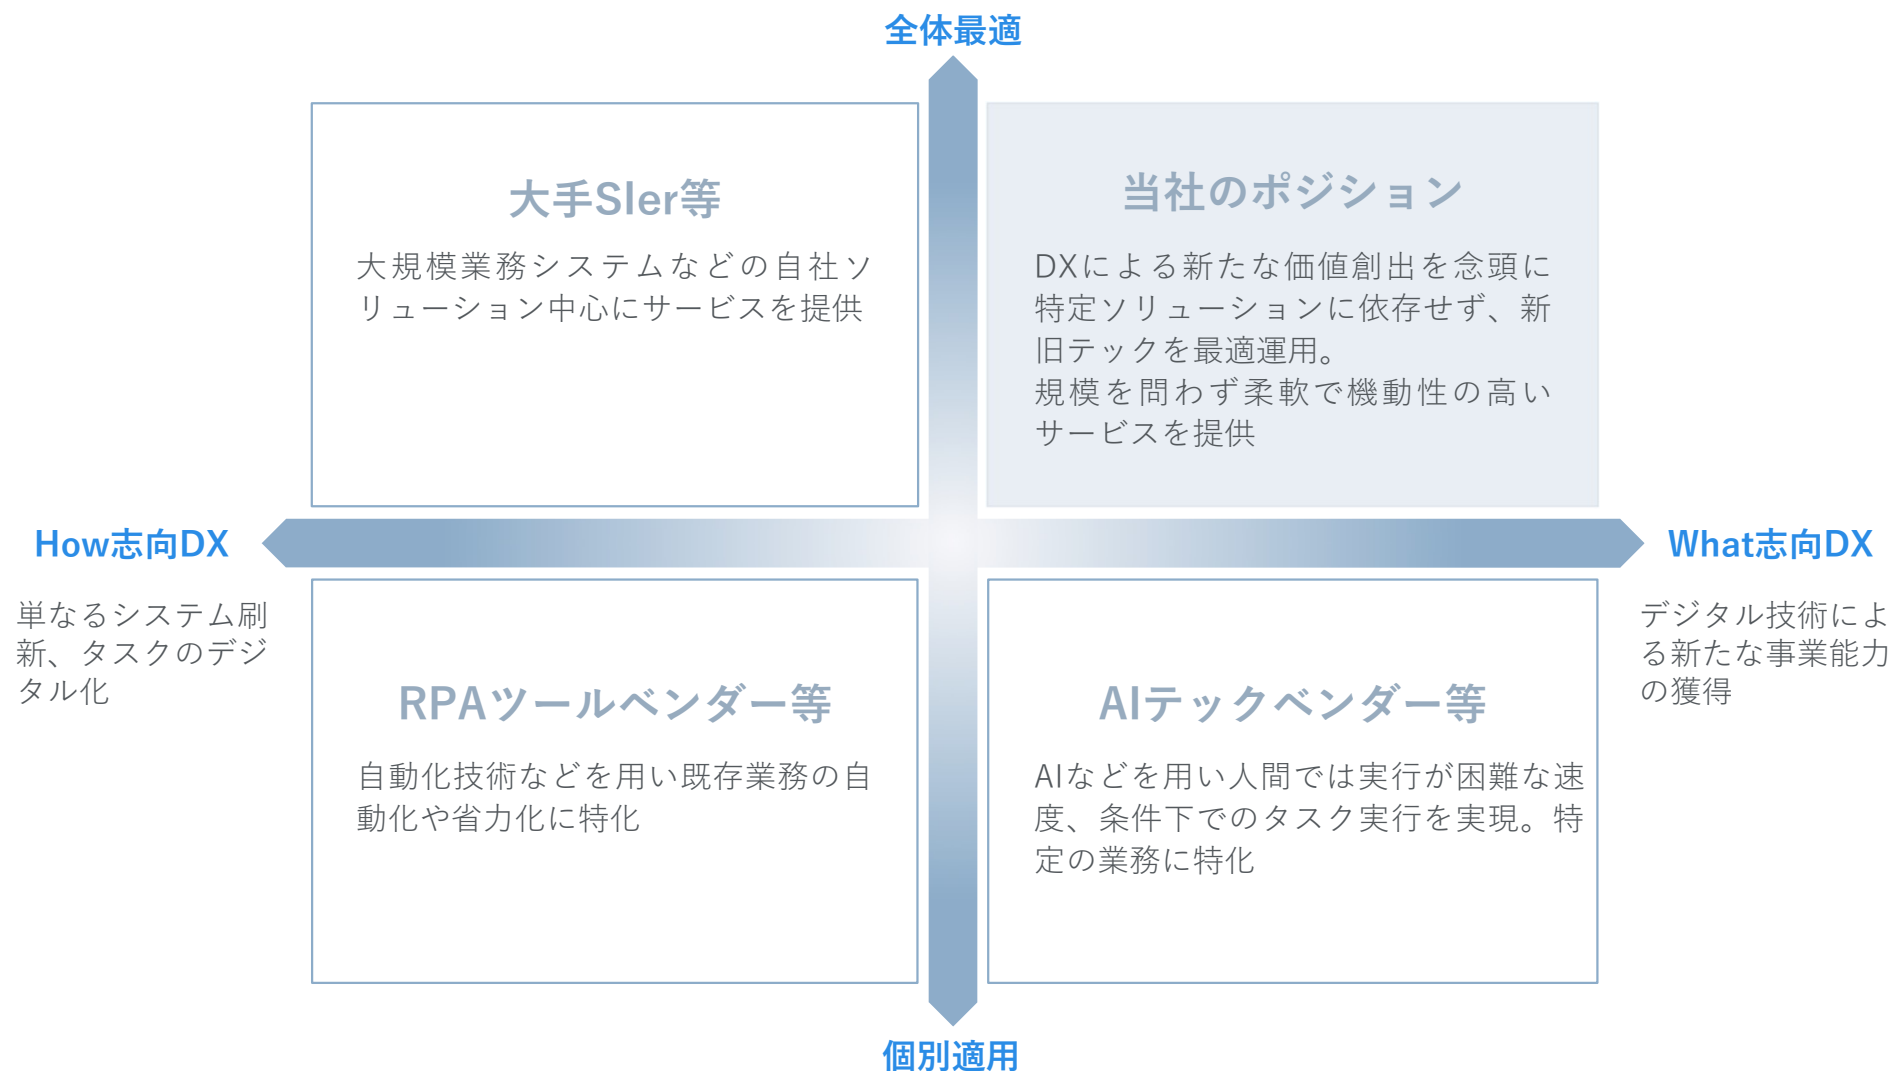 全体最適
大手SIer等
大規模業務システムなどの自社ソ
リューション中心にサービスを提供
当社のポジション
DXによる新たな価値創出を念頭に
特定ソリューションに依存せず、新
旧テックを最適運用。
規模を問わず柔軟で機動性の高い
サービスを提供
How志向DX
単なるシステム刷
新、タスクのデジ
タル化
What志向DX
デジタル技術によ
る新たな事業能力
の獲得
RPAツールベンダー等
自動化技術などを用い既存業務の自
動化や省力化に特化
AIテックベンダー等
AIなどを用い人間では実行が困難な速
度、条件下でのタスク実行を実現。特
定の業務に特化
個別適用